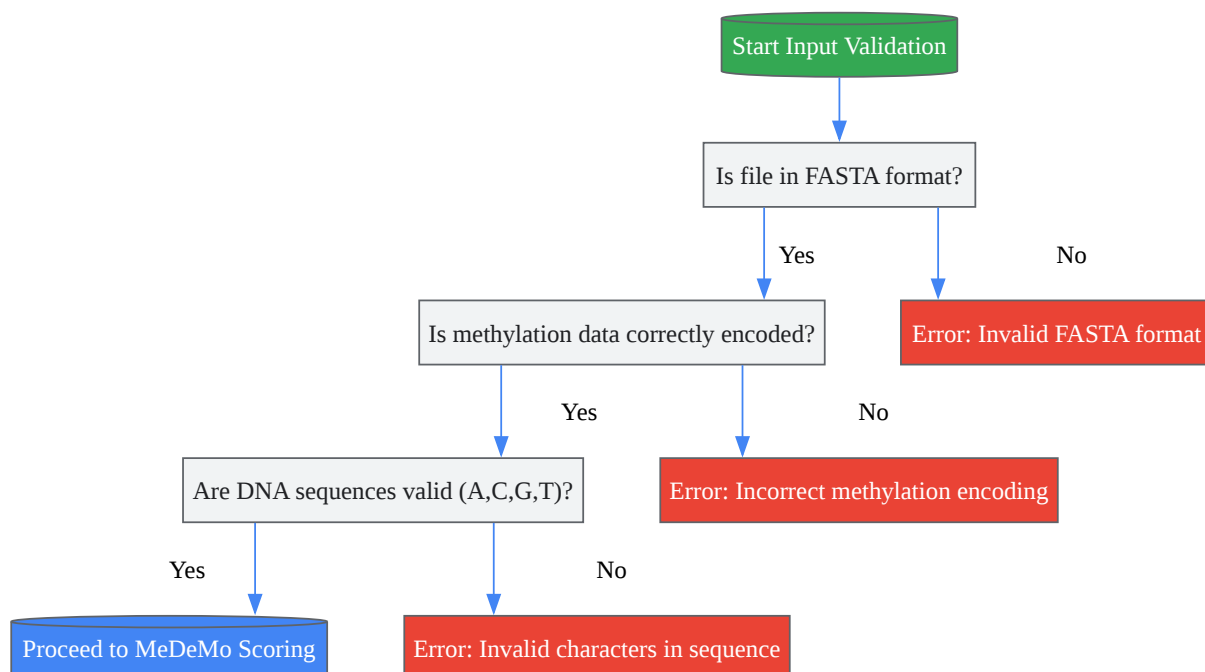 Start Input Validation
Is file in FASTA format?
Yes
No
Is methylation data correctly encoded?
Error: Invalid FASTA format
Yes
No
Are DNA sequences valid (A,C,G,T)?
Error: Incorrect methylation encoding
Yes
No
Proceed to MeDeMo Scoring
Error: Invalid characters in sequence